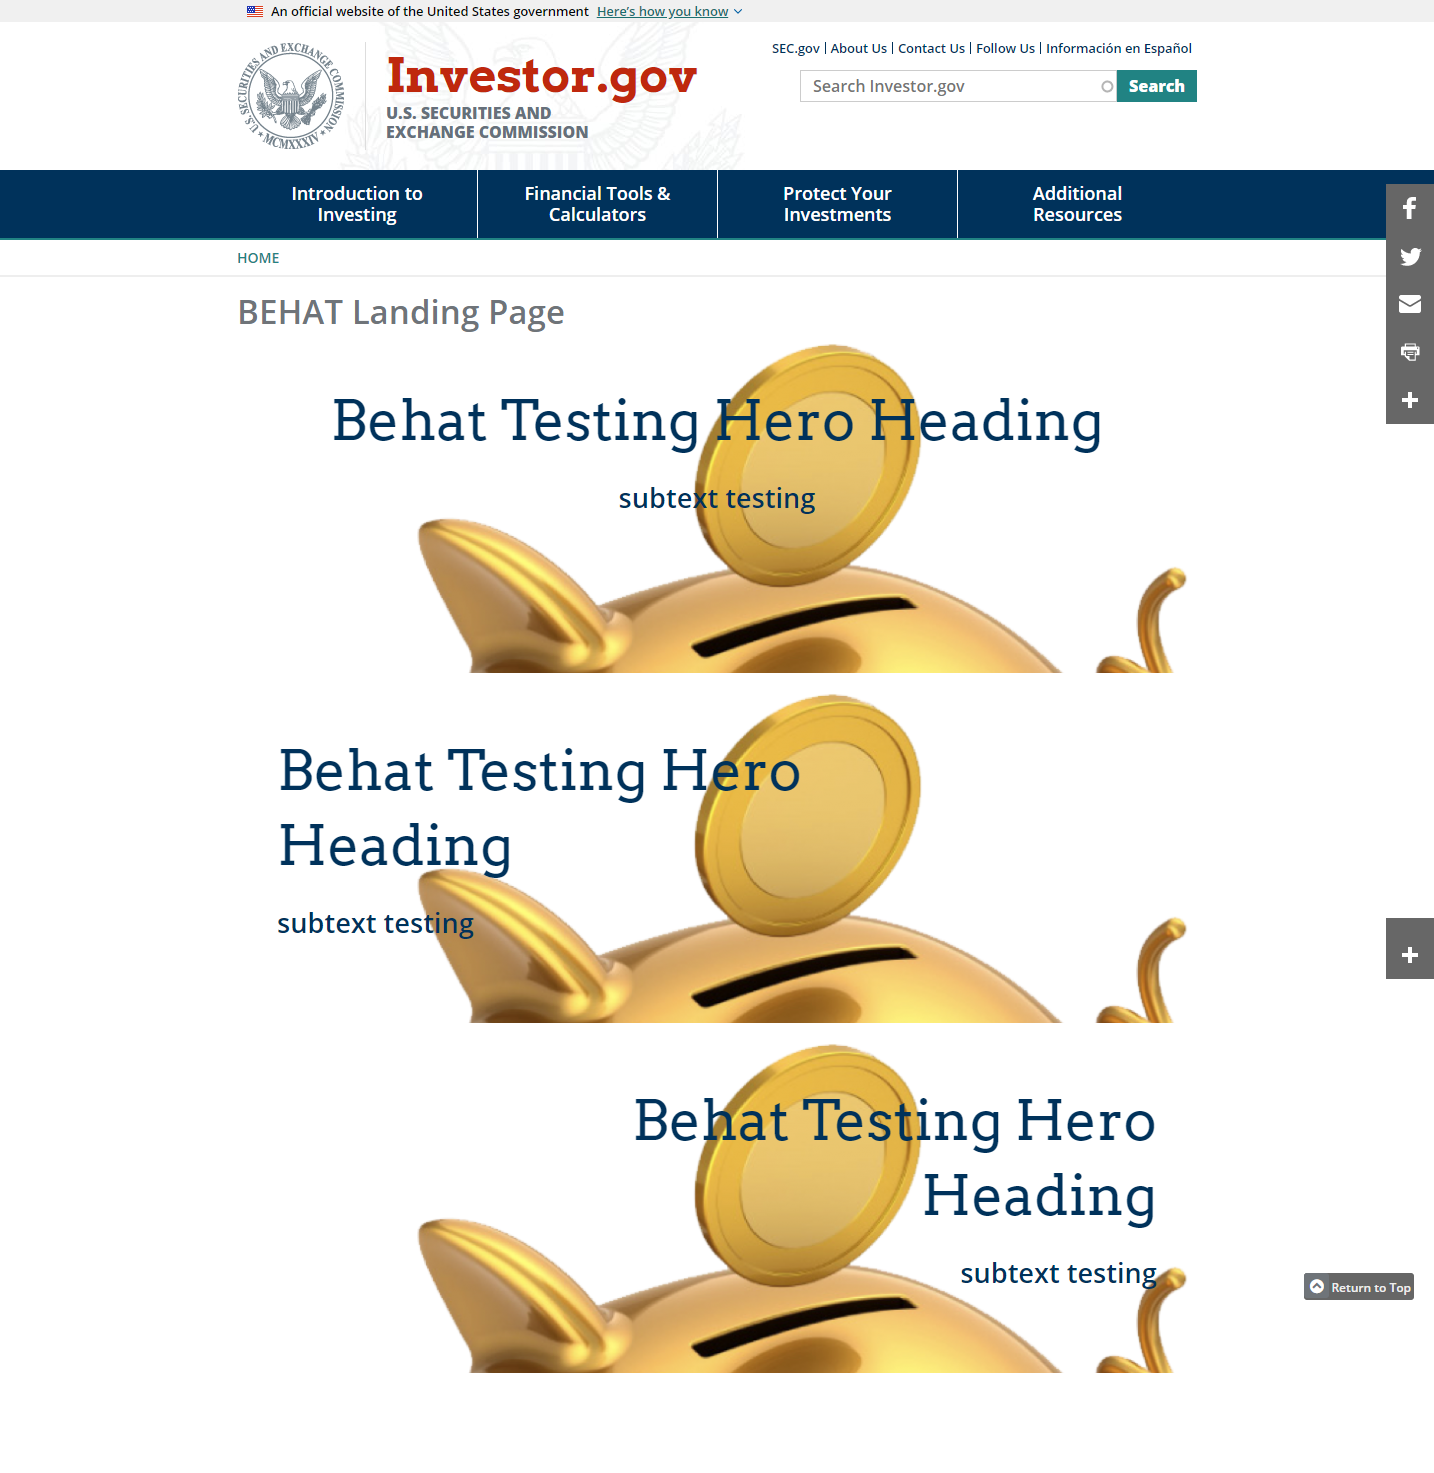 An official website of the United States government Here's how you know
SEC.gov About Us Contact Us Follow Us Información en Español
U.S. SECURITIES AND EXCHANGE COMMISSION
MCMXXXIV
Investor.gov
U.S. SECURITIES AND
EXCHANGE COMMISSION
Search Investor.gov Search
Introduction to
Investing
Financial Tools &
Calculators
Protect Your
Investments
Additional
Resources
HOME
BEHAT Landing Page
Behat Testing Hero Heading
subtext testing
Behat Testing Hero
Heading
subtext testing
Behat Testing Hero
Heading
subtext testing
Return to Top